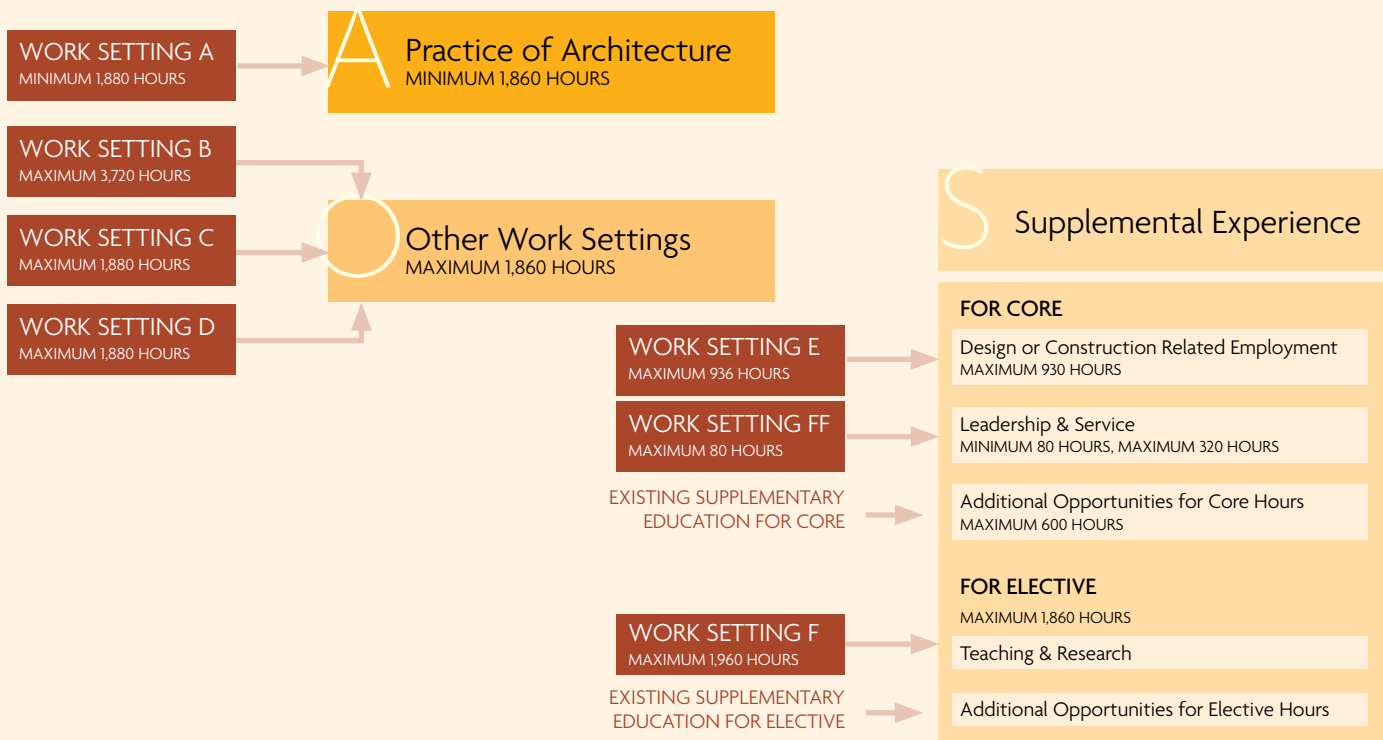 WORK SETTING A
MINIMUM 1,880 HOURS
A
Practice of Architecture
MINIMUM 1,860 HOURS
WORK SETTING B
MAXIMUM 3,720 HOURS
WORK SETTING C
MAXIMUM 1,880 HOURS
WORK SETTING D
MAXIMUM 1,880 HOURS
O
Other Work Settings
MAXIMUM 1,860 HOURS
S
Supplemental Experience
FOR CORE
WORK SETTING E
MAXIMUM 936 HOURS
Design or Construction Related Employment
MAXIMUM 930 HOURS
WORK SETTING FF
MAXIMUM 80 HOURS
Leadership & Service
MINIMUM 80 HOURS, MAXIMUM 320 HOURS
EXISTING SUPPLEMENTARY
EDUCATION FOR CORE
Additional Opportunities for Core Hours
MAXIMUM 600 HOURS
FOR ELECTIVE
MAXIMUM 1,860 HOURS
WORK SETTING F
MAXIMUM 1,960 HOURS
Teaching & Research
EXISTING SUPPLEMENTARY
EDUCATION FOR ELECTIVE
Additional Opportunities for Elective Hours